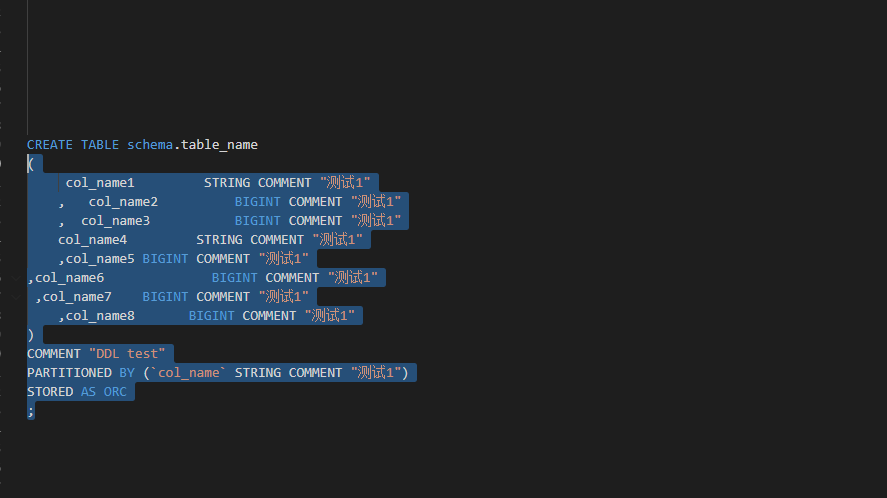 CREATE TABLE schema.table_name
(
     col_name1         STRING COMMENT "测试1"
    ,   col_name2          BIGINT COMMENT "测试1"
    ,  col_name3           BIGINT COMMENT "测试1"
    col_name4         STRING COMMENT "测试1"
    ,col_name5 BIGINT COMMENT "测试1"
,col_name6              BIGINT COMMENT "测试1"
 ,col_name7    BIGINT COMMENT "测试1"
    ,col_name8       BIGINT COMMENT "测试1"
)
COMMENT "DDL test"
PARTITIONED BY (`col_name` STRING COMMENT "测试1")
STORED AS ORC
;